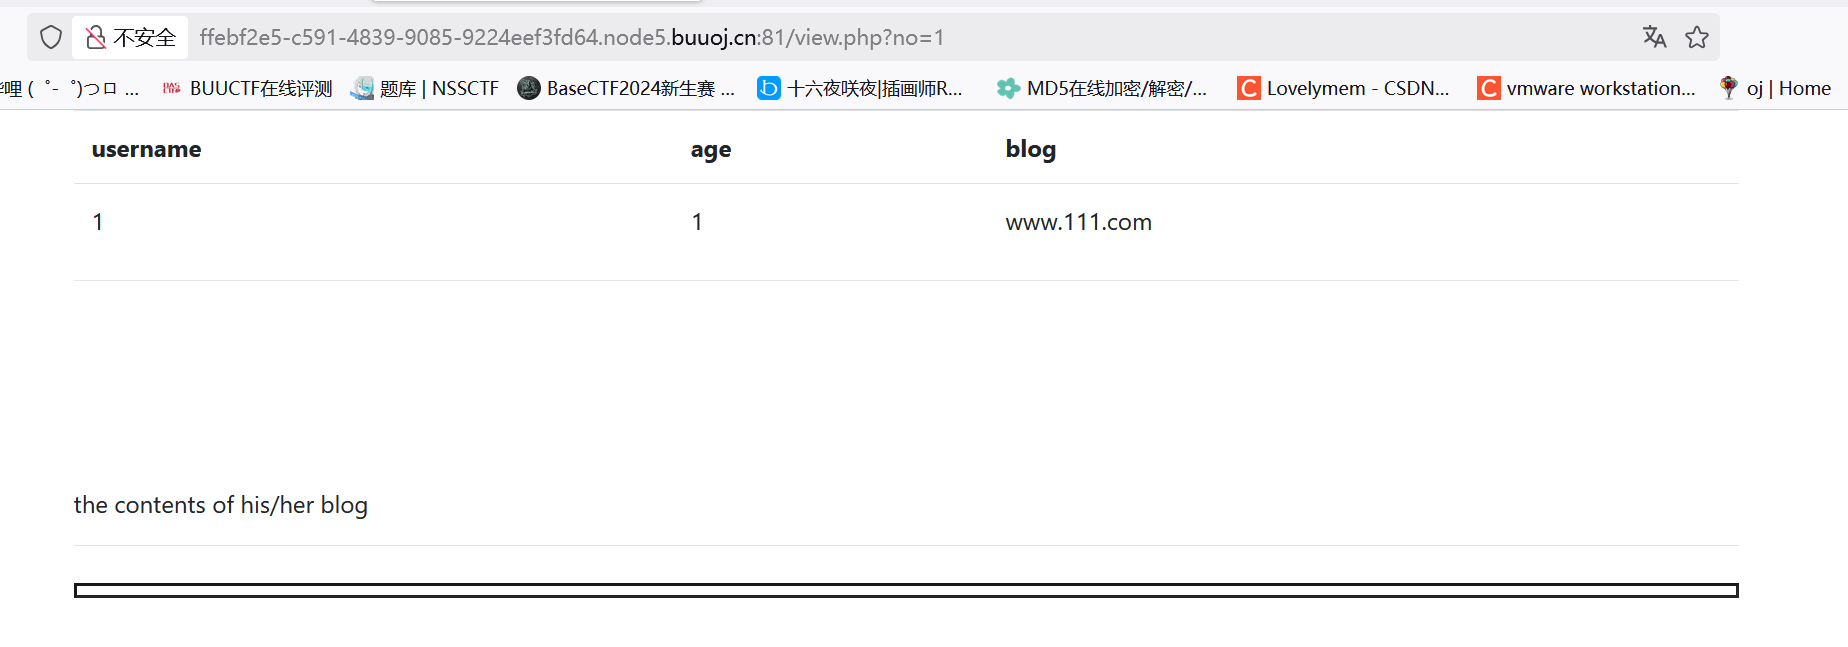 不安全 ffebf2e5-c591-4839-9085-9224eef3fd64.node5.buuoj.cn:81/view.php?no=1
哩 ( ゜- ゜)つロ ... BUUCTF在线评测 题库 | NSSCTF BaseCTF2024新生赛 ... 十六夜咲夜|插画师R... MD5在线加密/解密/... Lovelymem - CSDN... vmware workstation... oj | Home
username age blog
1 1 www.111.com
the contents of his/her blog